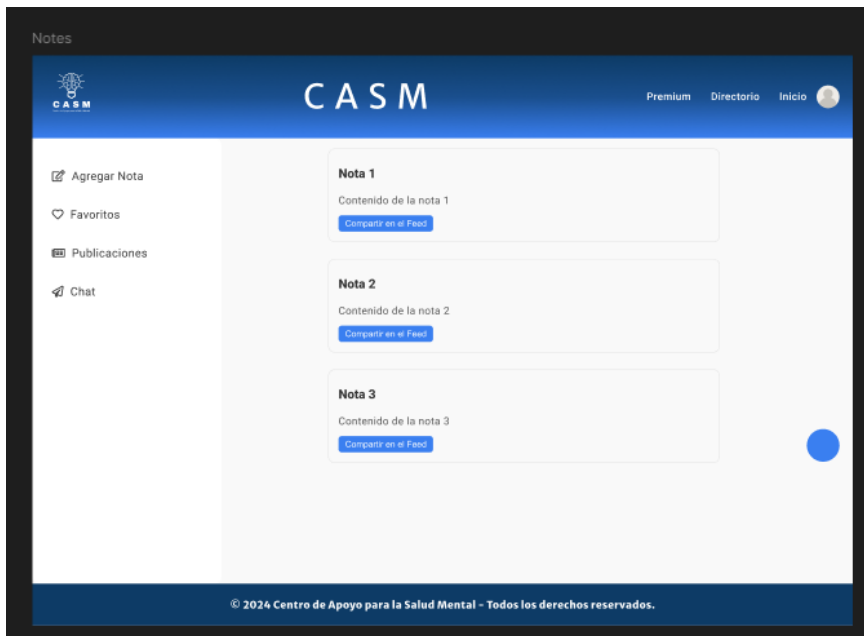 Notes
CASM
CASM
Premium Directorio Inicio
Agregar Nota
Favoritos
Publicaciones
Chat
Nota 1
Contenido de la nota 1
Compartir en el Feed
Nota 2
Contenido de la nota 2
Compartir en el Feed
Nota 3
Contenido de la nota 3
Compartir en el Feed
© 2024 Centro de Apoyo para la Salud Mental - Todos los derechos reservados.